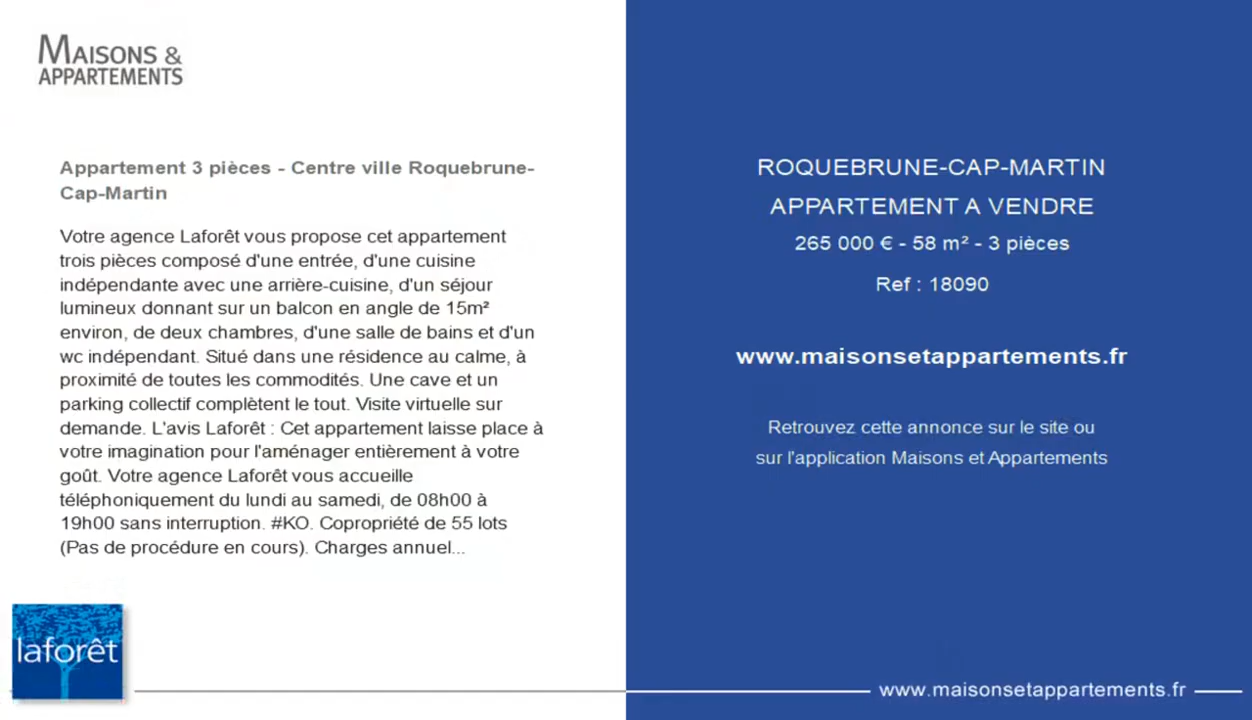 MAISONS &
APPARTEMENTS
Appartement 3 pièces - Centre ville Roquebrune-
Cap-Martin
Votre agence Laforêt vous propose cet appartement
trois pièces composé d'une entrée, d'une cuisine
indépendante avec une arrière-cuisine, d'un séjour
lumineux donnant sur un balcon en angle de 15m²
environ, de deux chambres, d'une salle de bains et d'un
wc indépendant. Situé dans une résidence au calme, à
proximité de toutes les commodités. Une cave et un
parking collectif complètent le tout. Visite virtuelle sur
demande. L'avis Laforêt : Cet appartement laisse place à
votre imagination pour l'aménager entièrement à votre
goût. Votre agence Laforêt vous accueille
téléphoniquement du lundi au samedi, de 08h00 à
19h00 sans interruption. #KO. Copropriété de 55 lots
(Pas de procédure en cours). Charges annuel...
laforêt
ROQUEBRUNE-CAP-MARTIN
APPARTEMENT A VENDRE
265 000 € - 58 m² - 3 pièces
Ref : 18090
www.maisonsetappartements.fr
Retrouvez cette annonce sur le site ou
sur l'application Maisons et Appartements
www.maisonsetappartements.fr